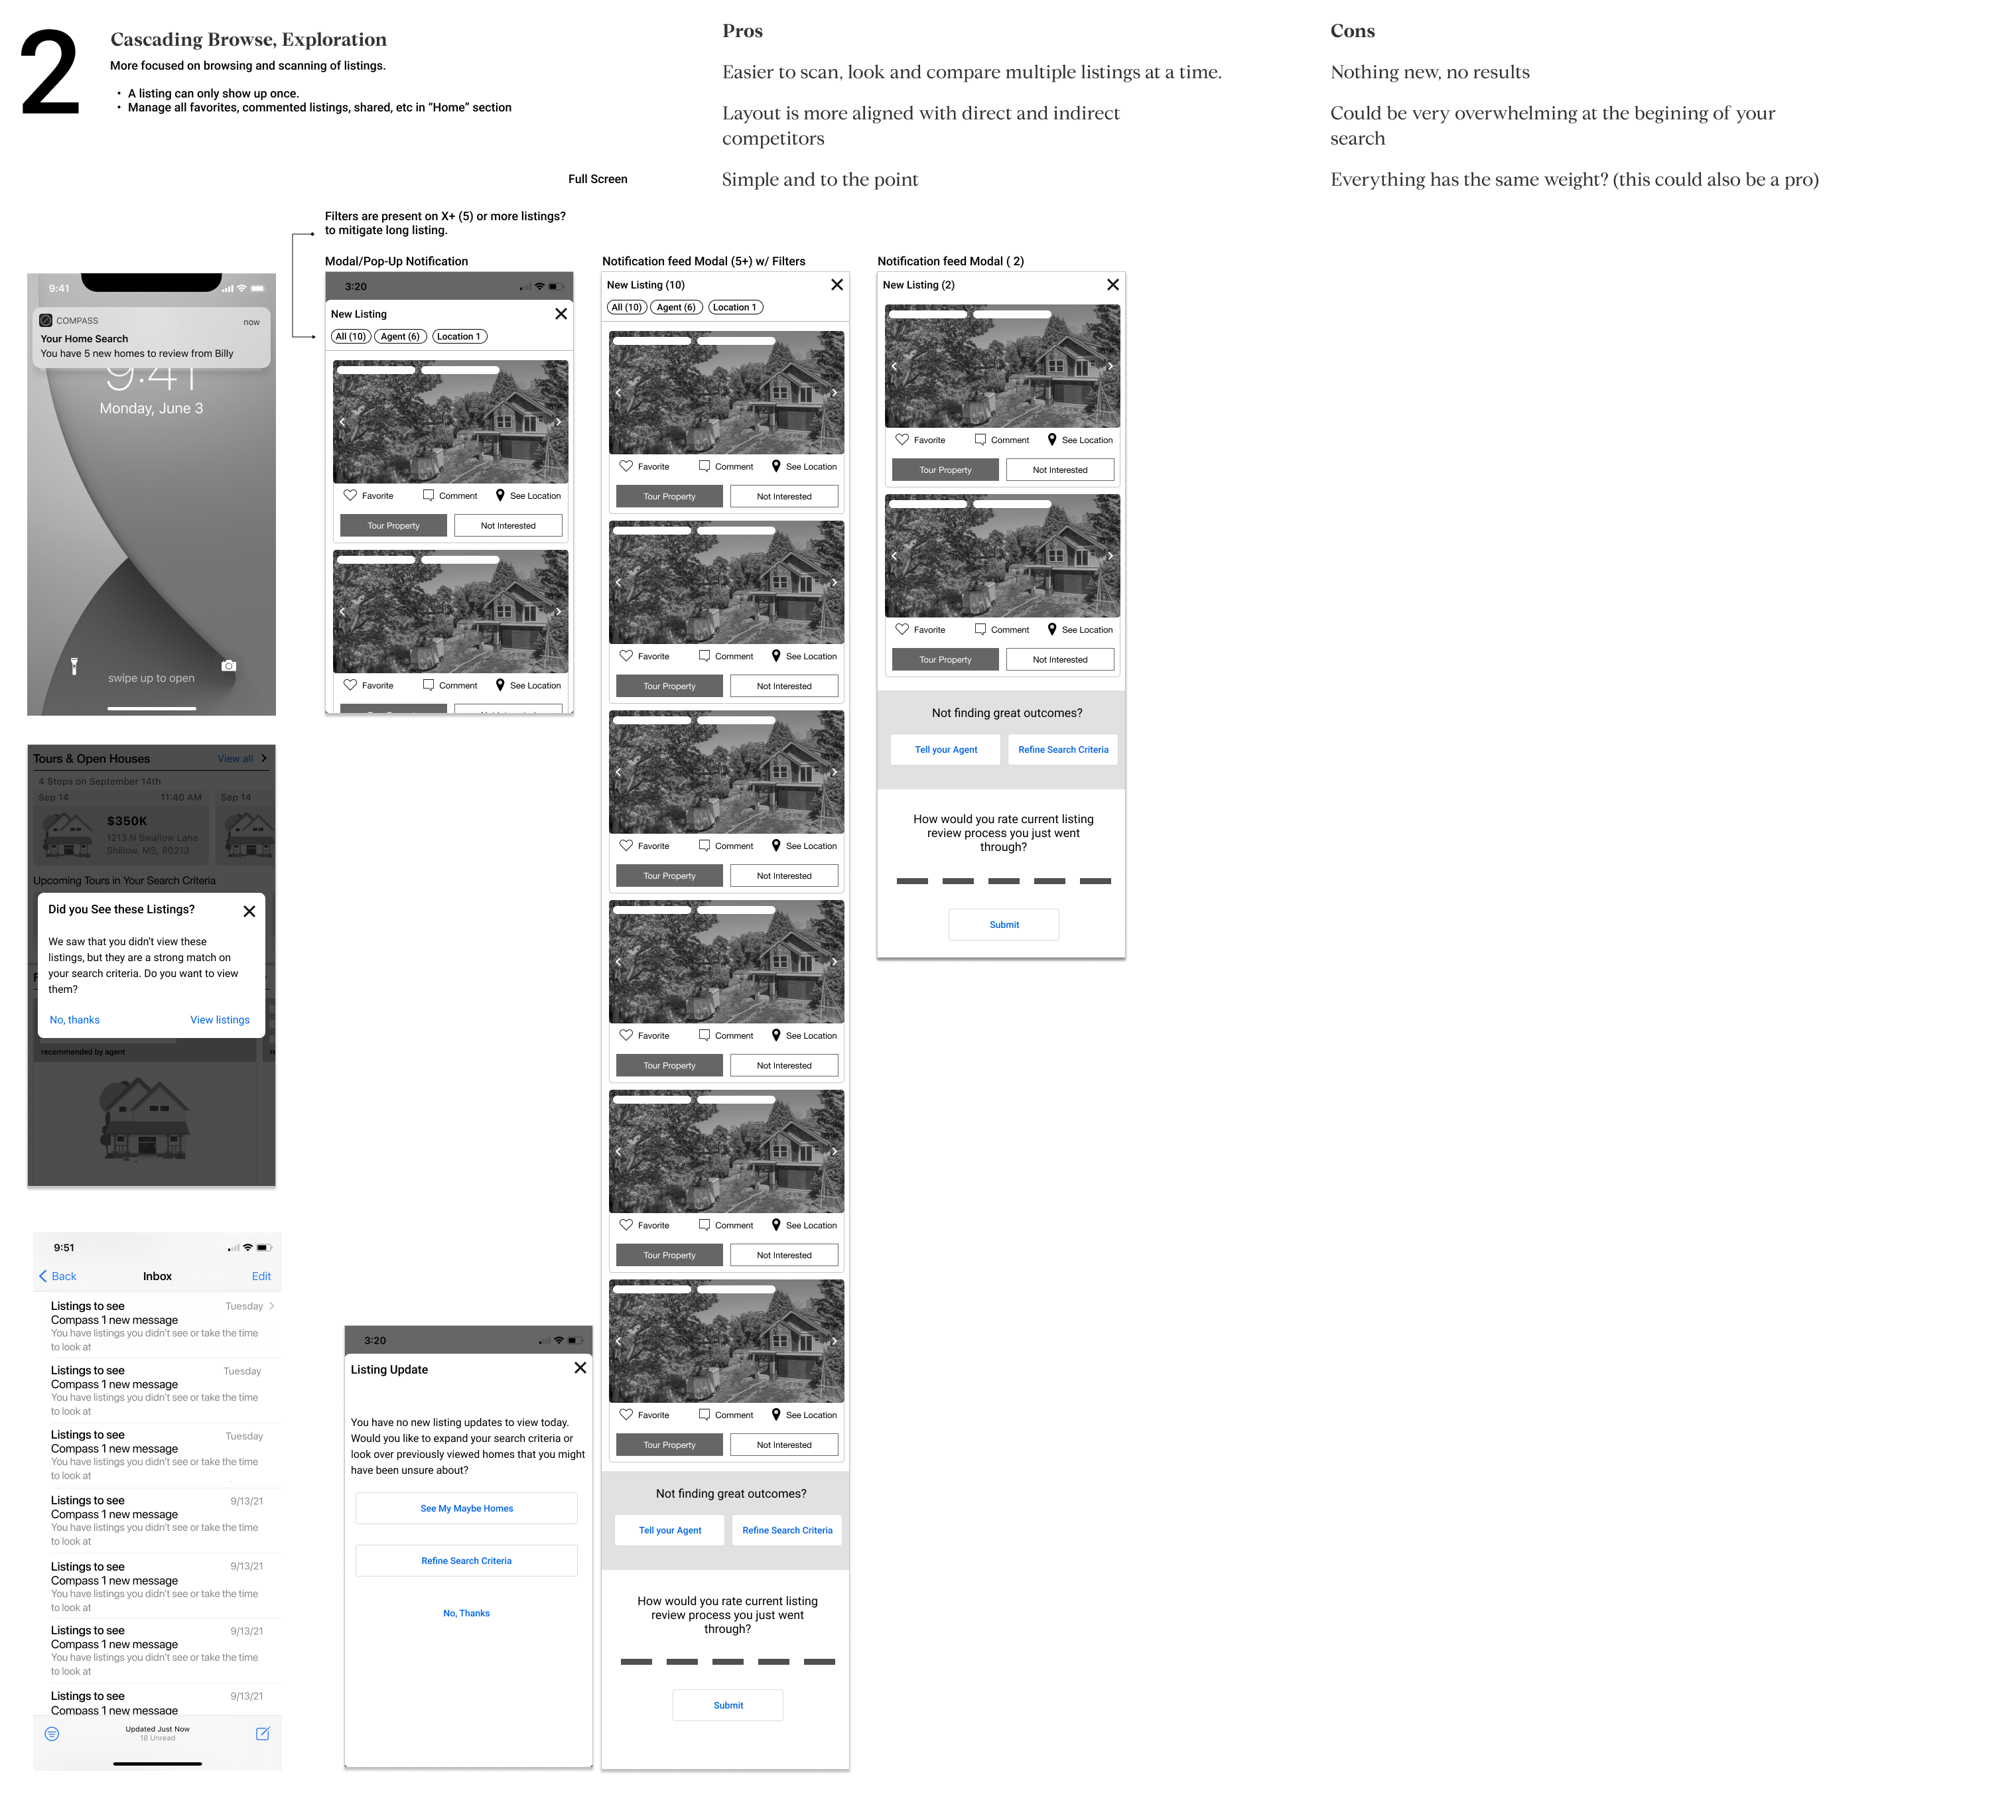 2
Cascading Browse, Exploration
More focused on browsing and scanning of listings.
• A listing can only show up once.
• Manage all favorites, commented listings, shared, etc in “Home” section
Pros
Easier to scan, look and compare multiple listings at a time.
Layout is more aligned with direct and indirect
competitors
Simple and to the point
Cons
Nothing new, no results
Could be very overwhelming at the begining of your
search
Everything has the same weight? (this could also be a pro)
Full Screen
Filters are present on X+ (5) or more listings?
to mitigate long listing.
9:41
COMPASS
now
Your Home Search
You have 5 new homes to review from Billy
9:41
Monday, June 3
swipe up to open
Modal/Pop-Up Notification
3:20
New Listing
All (10) Agent (6) Location 1
Favorite Comment See Location
Tour Property Not Interested
Favorite Comment See Location
Tour Property Not Interested
Notification feed Modal (5+) w/ Filters
New Listing (10)
All (10) Agent (6) Location 1
Favorite Comment See Location
Tour Property Not Interested
Favorite Comment See Location
Tour Property Not Interested
Favorite Comment See Location
Tour Property Not Interested
Favorite Comment See Location
Tour Property Not Interested
Favorite Comment See Location
Tour Property Not Interested
Favorite Comment See Location
Tour Property Not Interested
Not finding great outcomes?
Tell your Agent Refine Search Criteria
How would you rate current listing
review process you just went
through?
Submit
Notification feed Modal ( 2)
New Listing (2)
Favorite Comment See Location
Tour Property Not Interested
Favorite Comment See Location
Tour Property Not Interested
Not finding great outcomes?
Tell your Agent Refine Search Criteria
How would you rate current listing
review process you just went
through?
Submit
Tours & Open Houses View all
4 Stops on September 14th
Sep 14 11:40 AM Sep 14
$350K
1213 N Swallow Lane
Shillow, MS, 80213
Upcoming Tours in Your Search Criteria
Did you See these Listings?
We saw that you didn’t view these
listings, but they are a strong match on
your search criteria. Do you want to view
them?
No, thanks View listings
recommended by agent
9:51
Back Inbox Edit
Listings to see Tuesday
Compass 1 new message
You have listings you didn’t see or take the time
to look at
Listings to see Tuesday
Compass 1 new message
You have listings you didn’t see or take the time
to look at
Listings to see Tuesday
Compass 1 new message
You have listings you didn’t see or take the time
to look at
Listings to see 9/13/21
Compass 1 new message
You have listings you didn’t see or take the time
to look at
Listings to see 9/13/21
Compass 1 new message
You have listings you didn’t see or take the time
to look at
Listings to see 9/13/21
Compass 1 new message
You have listings you didn’t see or take the time
to look at
Listings to see 9/13/21
Compass 1 new message
Updated Just Now
18 Unread
3:20
Listing Update
You have no new listing updates to view today.
Would you like to expand your search criteria or
look over previously viewed homes that you might
have been unsure about?
See My Maybe Homes
Refine Search Criteria
No, Thanks